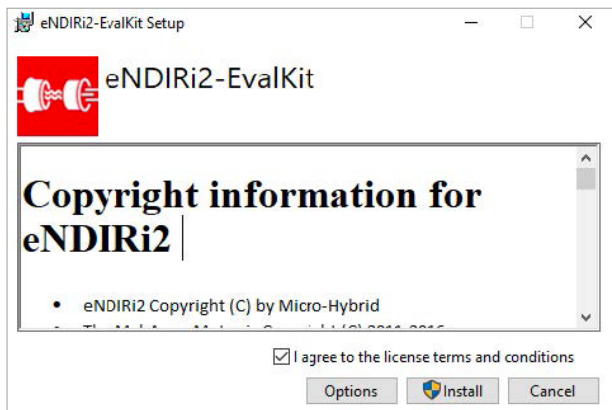 eNDIRi2-EvalKit Setup
eNDIRi2-EvalKit
Copyright information for
eNDIRi2
• eNDIRi2 Copyright (C) by Micro-Hybrid
I agree to the license terms and conditions
Options
Install
Cancel